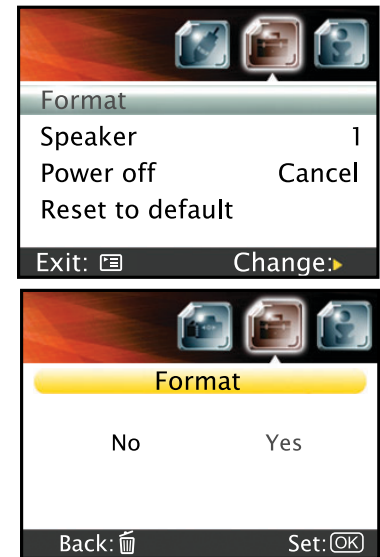 Format
Speaker 1
Power off Cancel
Reset to default
Exit: Change:
Format
No Yes
Back: Set: OK